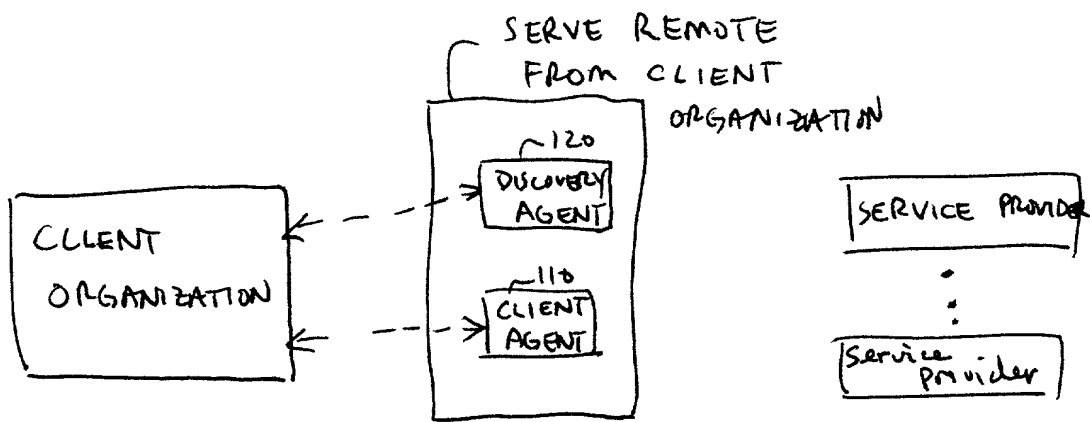 SERVE REMOTE
FROM CLIENT
ORGANIZATION
120
DISCOVERY
AGENT
CLIENT
ORGANIZATION
110
CLIENT
AGENT
SERVICE PROVIDER
service
provider